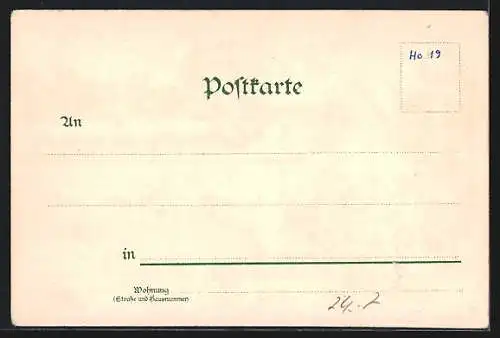 Ho 19
Postkarte
An
in
Wohnung
(Straße und Hausnummer)
24.-7